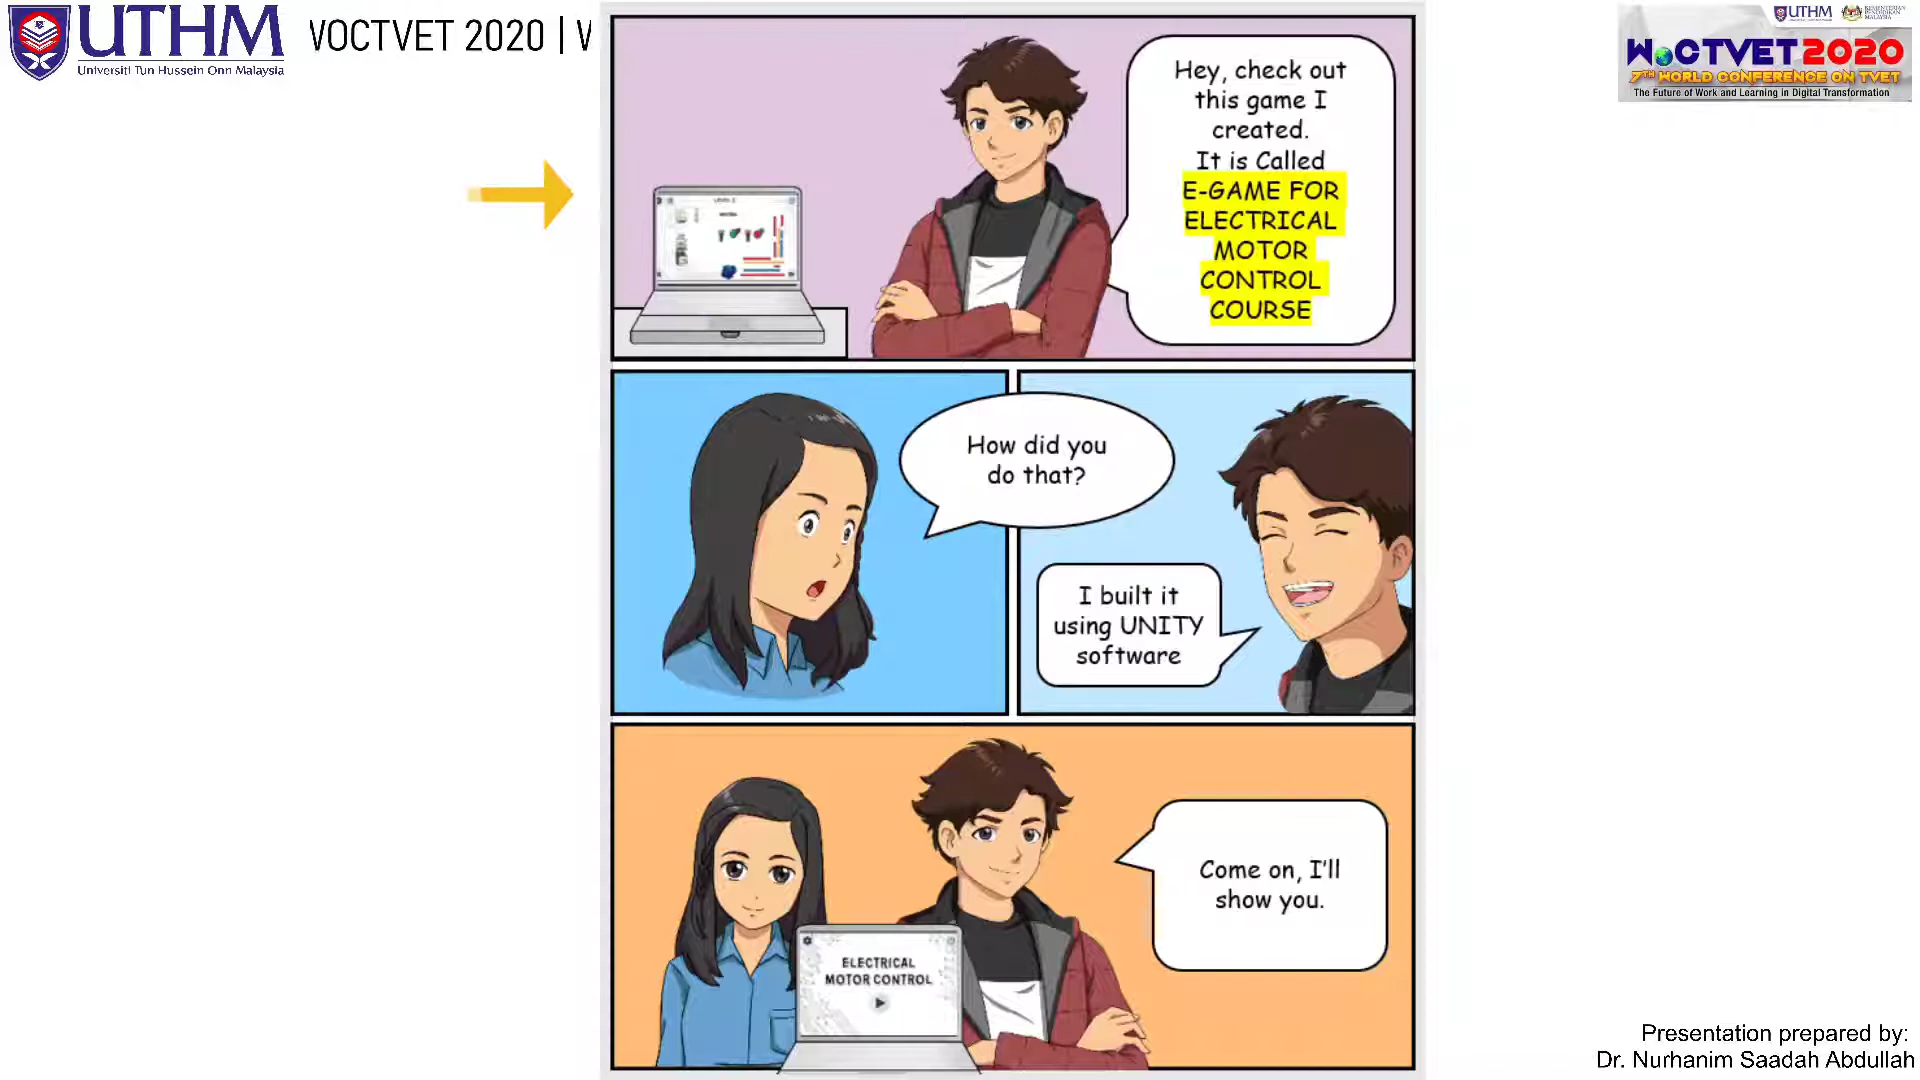 UTHM
Universiti Tun Hussein Onn Malaysia
VOCTVET 2020 | V
UTHM
KEMENTERIAN
PENDIDIKAN
MALAYSIA
WOCTVET 2020
7TH WORLD CONFERENCE ON TVET
The Future of Work and Learning in Digital Transformation
Hey, check out
this game I
created.
It is Called
E-GAME FOR
ELECTRICAL
MOTOR
CONTROL
COURSE
How did you
do that?
I built it
using UNITY
software
Come on, I'll
show you.
ELECTRICAL
MOTOR CONTROL
Presentation prepared by:
Dr. Nurhanim Saadah Abdullah